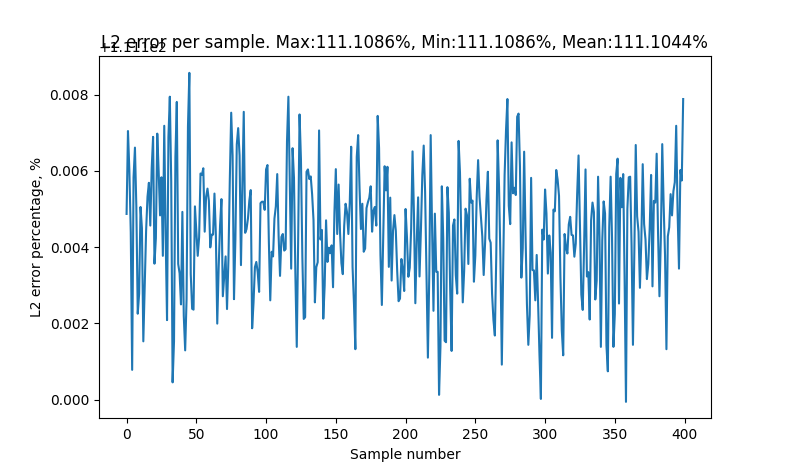 L2 error per sample. Max:111.1086%, Min:111.1086%, Mean:111.1044%
+1.111e2
0.008
0.006
0.004
0.002
0.000
L2 error percentage, %
0 50 100 150 200 250 300 350 400
Sample number